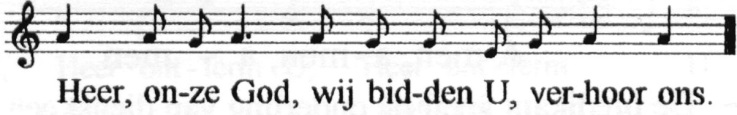 Heer, on-ze God, wij bid-den U, ver-hoor ons.